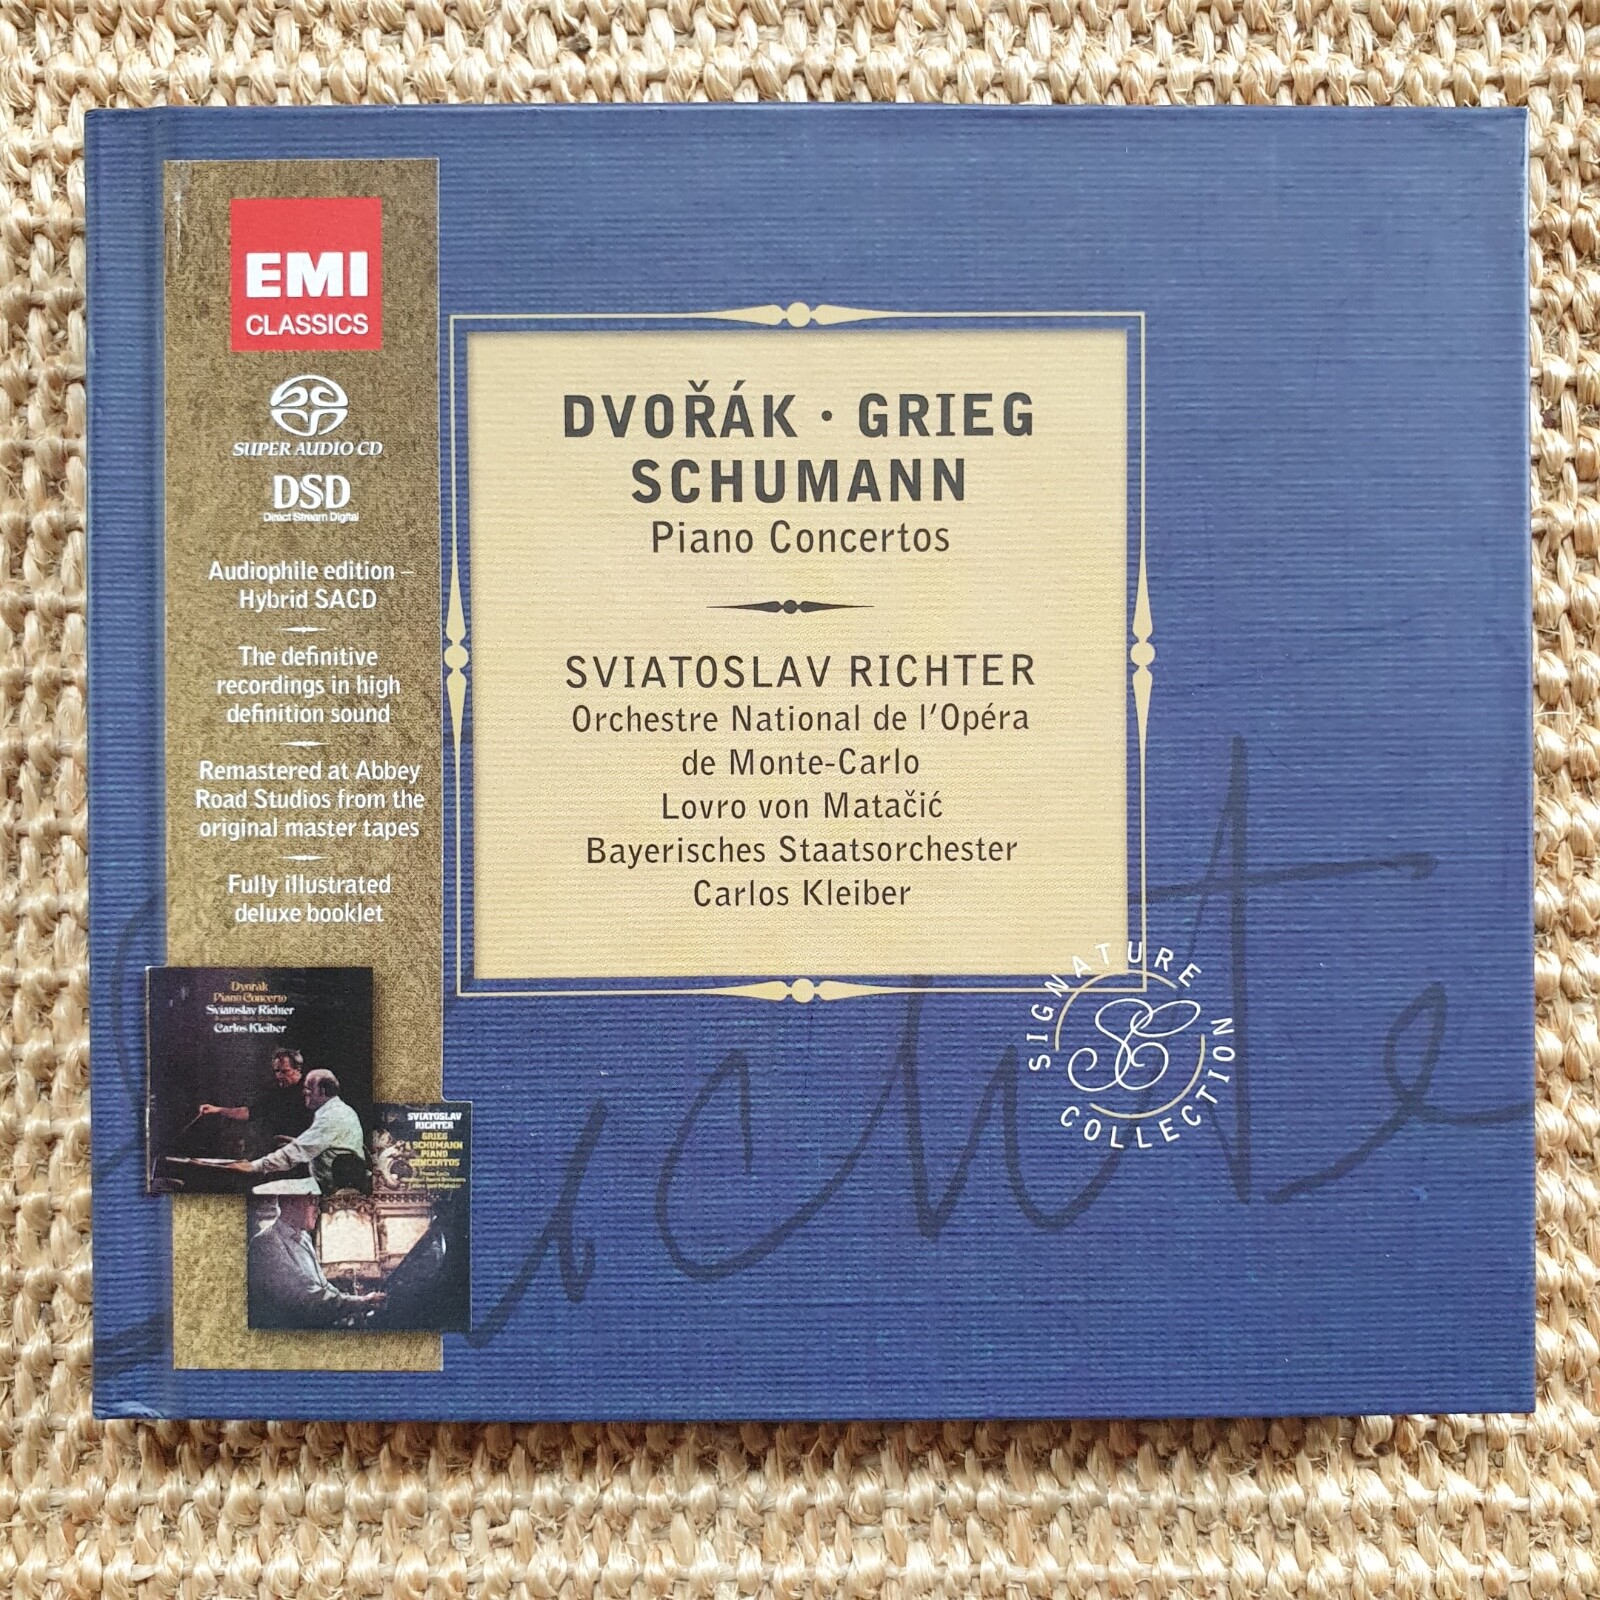 EMI
CLASSICS
SUPER AUDIO CD
DSD
Direct Stream Digital
Audiophile edition –
Hybrid SACD
The definitive
recordings in high
definition sound
Remastered at Abbey
Road Studios from the
original master tapes
Fully illustrated
deluxe booklet
Dvorák
Piano Concerto
Sviatoslav Richter
Carlos Kleiber
SVIATOSLAV
RICHTER
GRIEG
& SCHUMANN
PIANO
CONCERTOS
DVOŘÁK · GRIEG
SCHUMANN
Piano Concertos
SVIATOSLAV RICHTER
Orchestre National de l'Opéra
de Monte-Carlo
Lovro von Matačić
Bayerisches Staatsorchester
Carlos Kleiber
SIGNATURE
SC
COLLECTION